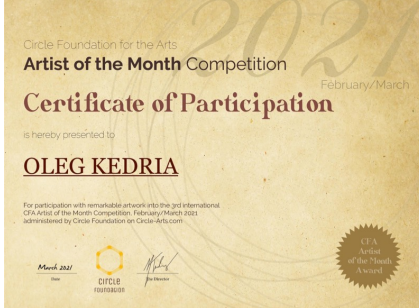 2021
Circle Foundation for the Arts
Artist of the Month Competition
February/March
Certificate of Participation
is hereby presented to
OLEG KEDRIA
For participation with remarkable artwork into the 3rd international
CFA Artist of the Month Competition, February/March 2021
administered by Circle Foundation on Circle-Arts.com
March 2021
Date
CIRCLE
FOUNDATION
The Director
CFA
Artist
of the Month
Award